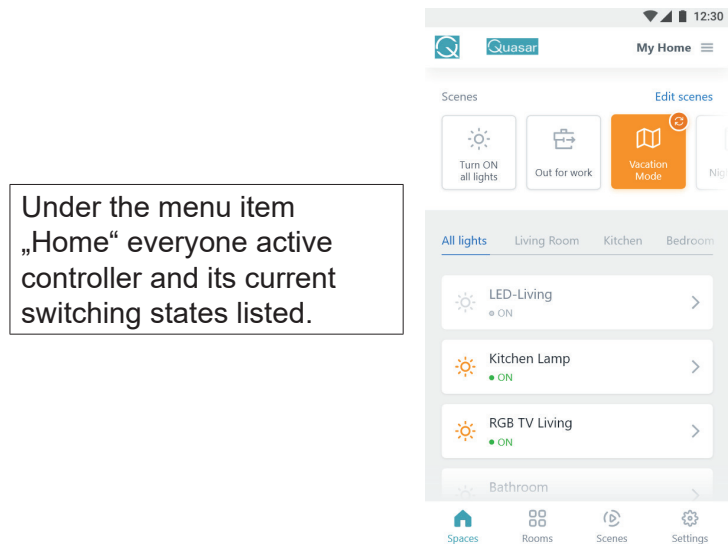 Under the menu item
„Home“ everyone active
controller and its current
switching states listed.
12:30
Quasar
My Home
Scenes
Edit scenes
Turn ON
all lights
Out for work
Vacation
Mode
Nig
All lights
Living Room
Kitchen
Bedroom
LED-Living
ON
Kitchen Lamp
ON
RGB TV Living
ON
Bathroom
Spaces
Rooms
Scenes
Settings